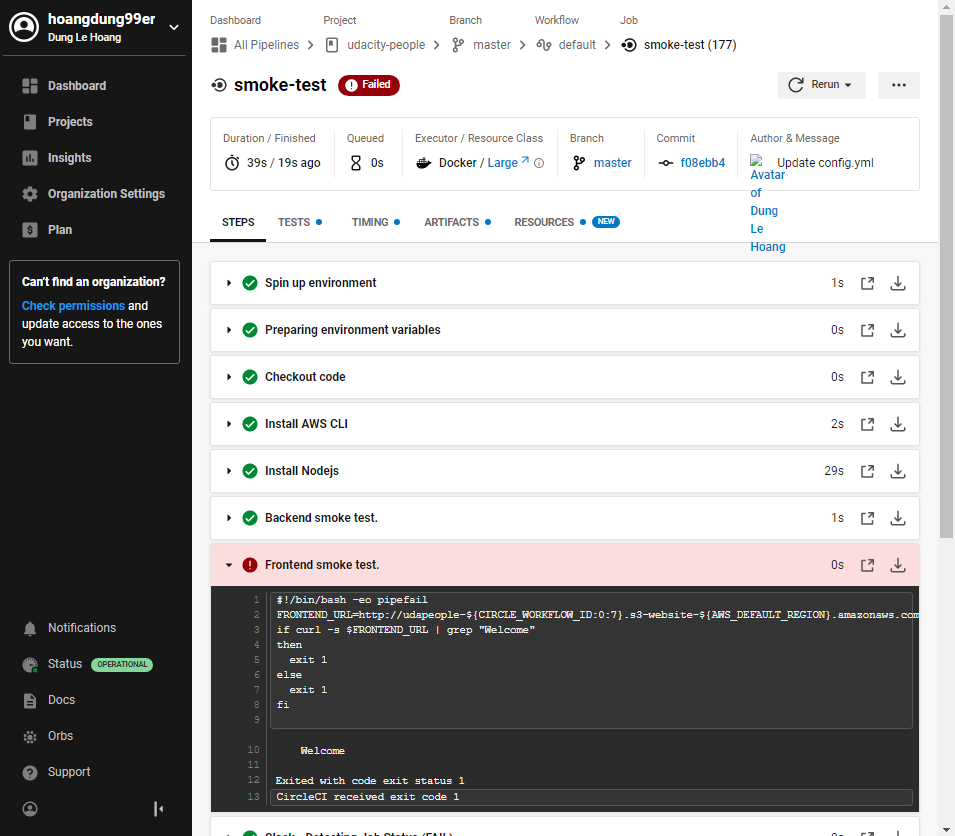 hoangdung99er
Dung Le Hoang
Dashboard
Projects
Insights
Organization Settings
Plan
Can't find an organization?
Check permissions and
update access to the ones
you want.
Notifications
Status OPERATIONAL
Docs
Orbs
Support
Dashboard Project Branch Workflow Job
All Pipelines udacity-people master default smoke-test (177)
smoke-test Failed
Rerun
Duration / Finished Queued Executor / Resource Class Branch Commit Author & Message
39s / 19s ago 0s Docker / Large master f08ebb4 Update config.yml
Avatar
of
Dung
Le
Hoang
STEPS TESTS TIMING ARTIFACTS RESOURCES NEW
Spin up environment 1s
Preparing environment variables 0s
Checkout code 0s
Install AWS CLI 2s
Install Nodejs 29s
Backend smoke test. 1s
Frontend smoke test. 0s
1 #!/bin/bash -eo pipefail
2 FRONTEND_URL=http://udapeople-${CIRCLE_WORKFLOW_ID:0:7}.s3-website-${AWS_DEFAULT_REGION}.amazonaws.com
3 if curl -s $FRONTEND_URL | grep "Welcome"
4 then
5 exit 1
6 else
7 exit 1
8 fi
9
10 Welcome
11
12 Exited with code exit status 1
13 CircleCI received exit code 1
Slack - Detecting Job Status (FAIL) 0s